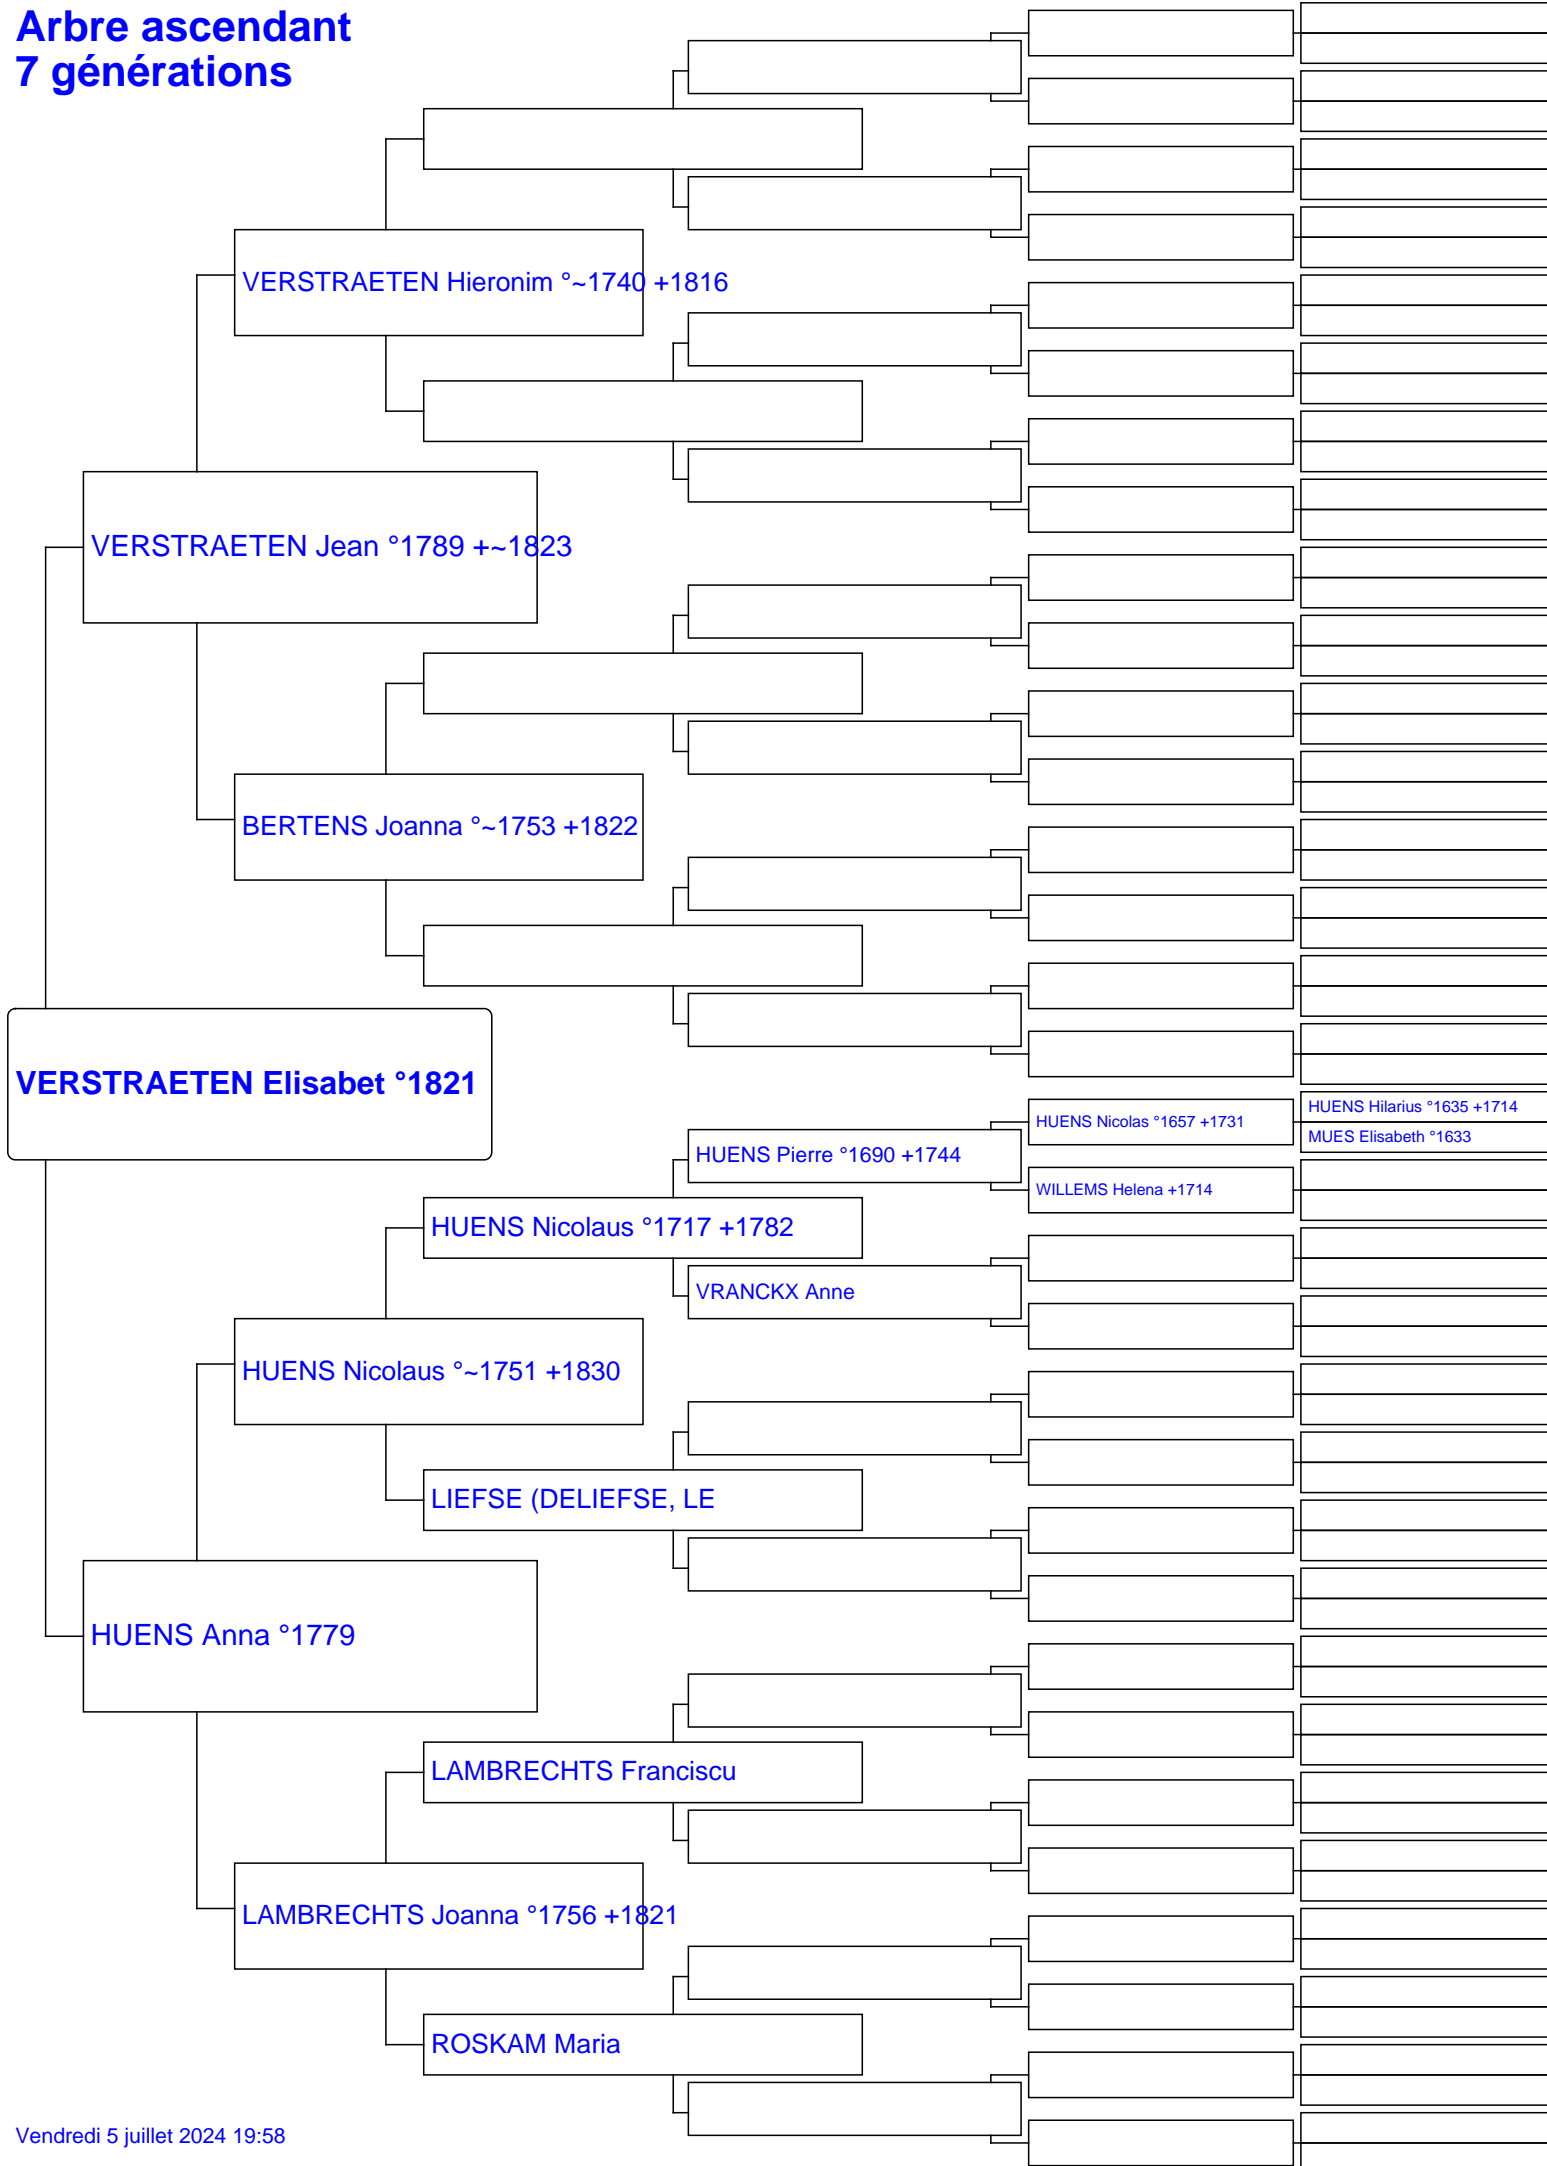 Arbre ascendant
7 générations
VERSTRAETEN Hieronim °~1740 +1816
VERSTRAETEN Jean °1789 +~1823
BERTENS Joanna °~1753 +1822
VERSTRAETEN Elisabet °1821
HUENS Hilarius °1635 +1714
HUENS Nicolas °1657 +1731
MUES Elisabeth °1633
HUENS Pierre °1690 +1744
WILLEMS Helena +1714
HUENS Nicolaus °1717 +1782
VRANCKX Anne
HUENS Nicolaus °~1751 +1830
LIEFSE (DELIEFSE, LE
HUENS Anna °1779
LAMBRECHTS Franciscu
LAMBRECHTS Joanna °1756 +1821
ROSKAM Maria
Vendredi 5 juillet 2024 19:58